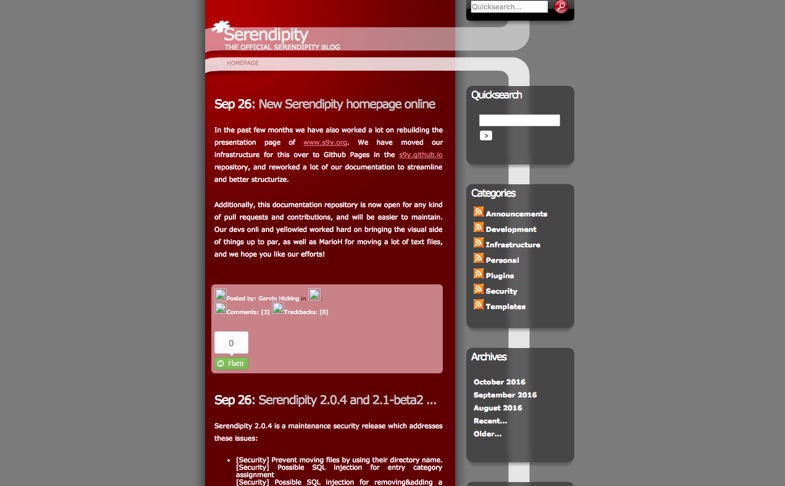 Quicksearch...
Serendipity
THE OFFICIAL SERENDIPITY BLOG
HOMEPAGE
Sep 26: New Serendipity homepage online
In the past few months we have also worked a lot on rebuilding the
presentation page of www.s9y.org. We have moved our
infrastructure for this over to Github Pages in the s9y.github.io
repository, and reworked a lot of our documentation to streamline
and better structurize.
Additionally, this documentation repository is now open for any kind
of pull requests and contributions, and will be easier to maintain.
Our devs onli and yellowled worked hard on bringing the visual side
of things up to par, as well as MarioH for moving a lot of text files,
and we hope you like our efforts!
Posted by: Garvin Hicking in |
Comments: [3] Trackbacks: [0]
0
Flattr
Sep 26: Serendipity 2.0.4 and 2.1-beta2 ...
Serendipity 2.0.4 is a maintenance security release which addresses
these issues:
• [Security] Prevent moving files by using their directory name.
[Security] Possible SQL injection for entry category
assignment
[Security] Possible SQL injection for removing&adding a
Quicksearch
>
Categories
Announcements
Development
Infrastructure
Personal
Plugins
Security
Templates
Archives
October 2016
September 2016
August 2016
Recent...
Older...